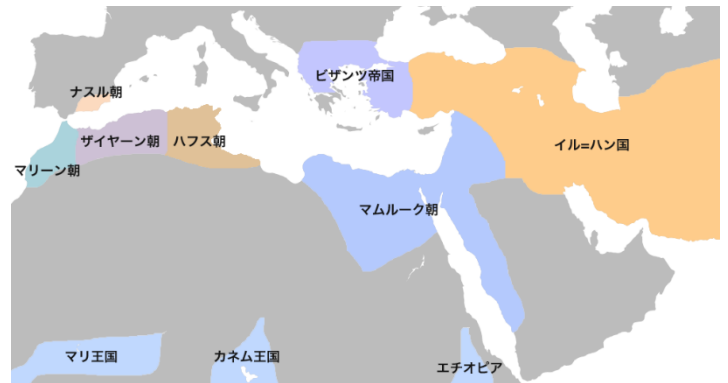 ビザンツ帝国
ナスル朝
ザイヤーン朝
ハフス朝
イル=ハン国
マリーン朝
マムルーク朝
マリ王国
カネム王国
エチオピア